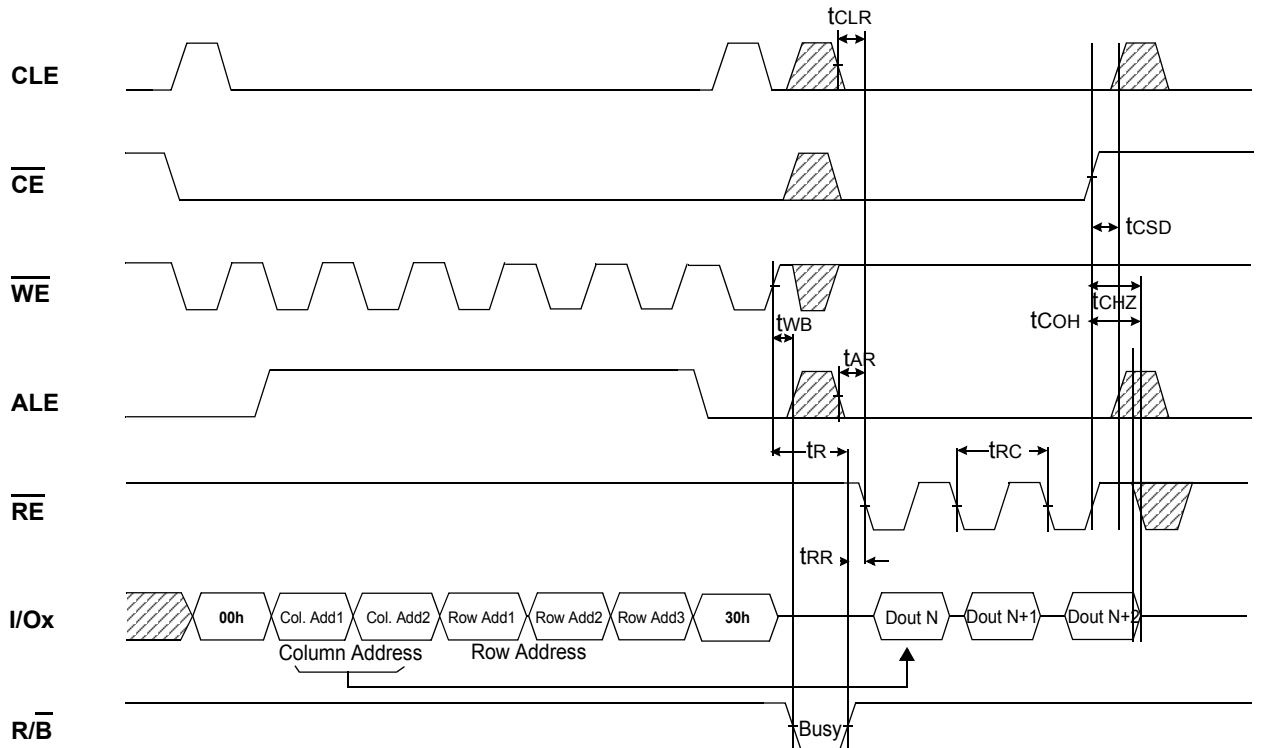 tCLR
CLE
CE
tCSD
WE
tCHZ
tCOH
tWB
tAR
ALE
tR
tRC
RE
tRR
I/Ox
00h Col. Add1 Col. Add2 Row Add1 Row Add2 Row Add3 30h Dout N Dout N+1 Dout N+2
Column Address Row Address
R/B
Busy